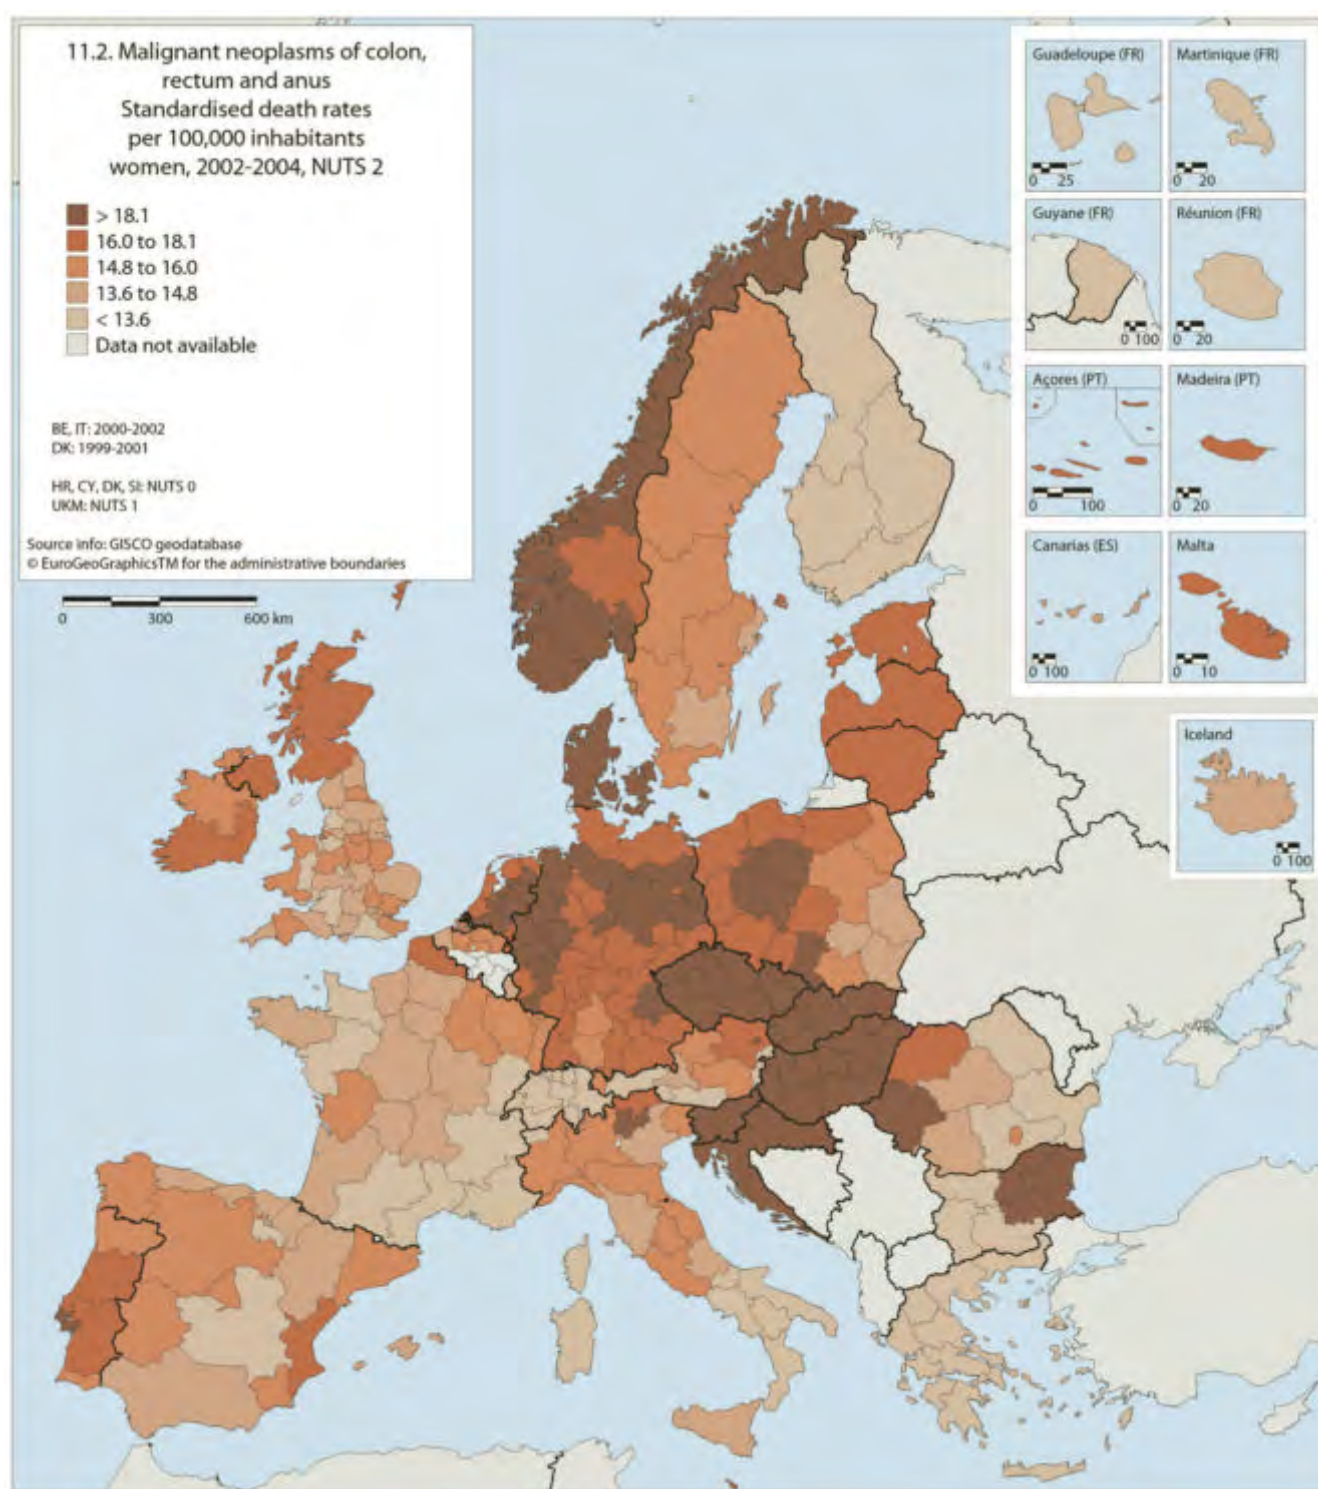 11.2. Malignant neoplasms of colon,
rectum and anus
Standardised death rates
per 100,000 inhabitants
women, 2002-2004, NUTS 2
> 18.1
16.0 to 18.1
14.8 to 16.0
13.6 to 14.8
< 13.6
Data not available
BE, IT: 2000-2002
DK: 1999-2001
HR, CY, DK, SI: NUTS 0
UKM: NUTS 1
Source info: GISCO geodatabase
© EuroGeoGraphicsTM for the administrative boundaries
0 300 600 km
Guadeloupe (FR)
0 25
Martinique (FR)
0 20
Guyane (FR)
0 100
Réunion (FR)
0 20
Açores (PT)
0 100
Madeira (PT)
0 20
Canarias (ES)
0 100
Malta
0 10
Iceland
0 100